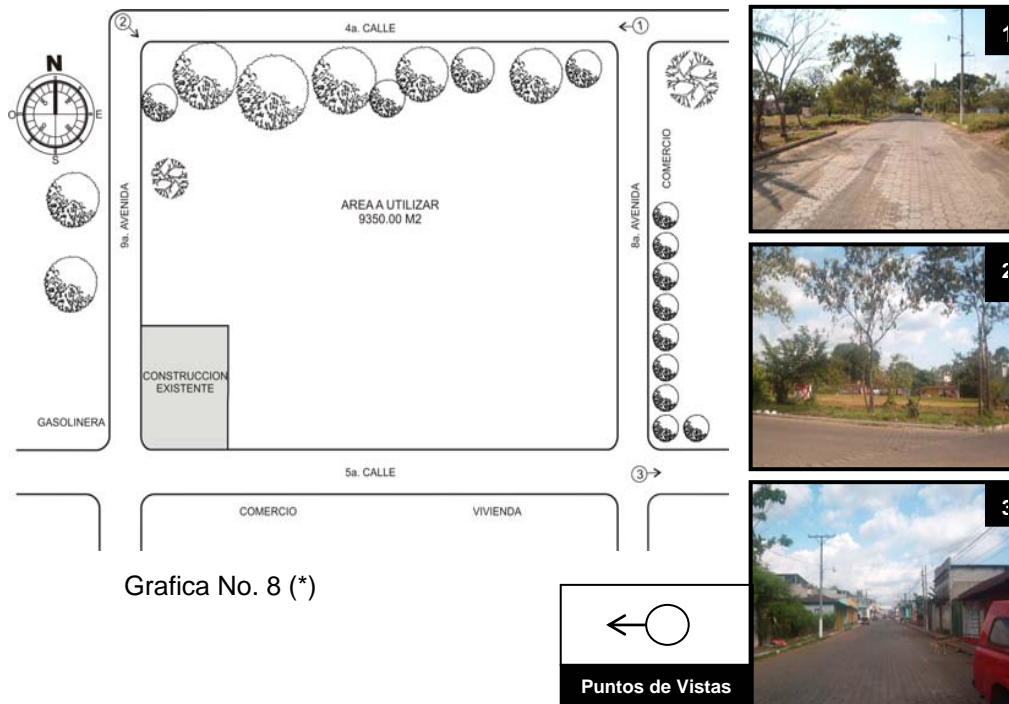 2
4a. CALLE
1
N
O
E
S
9a. AVENIDA
AREA A UTILIZAR
9350.00 M2
8a. AVENIDA
COMERCIO
CONSTRUCCION
EXISTENTE
GASOLINERA
5a. CALLE
3
COMERCIO
VIVIENDA
Grafica No. 8 (*)
Puntos de Vistas
1
2
3